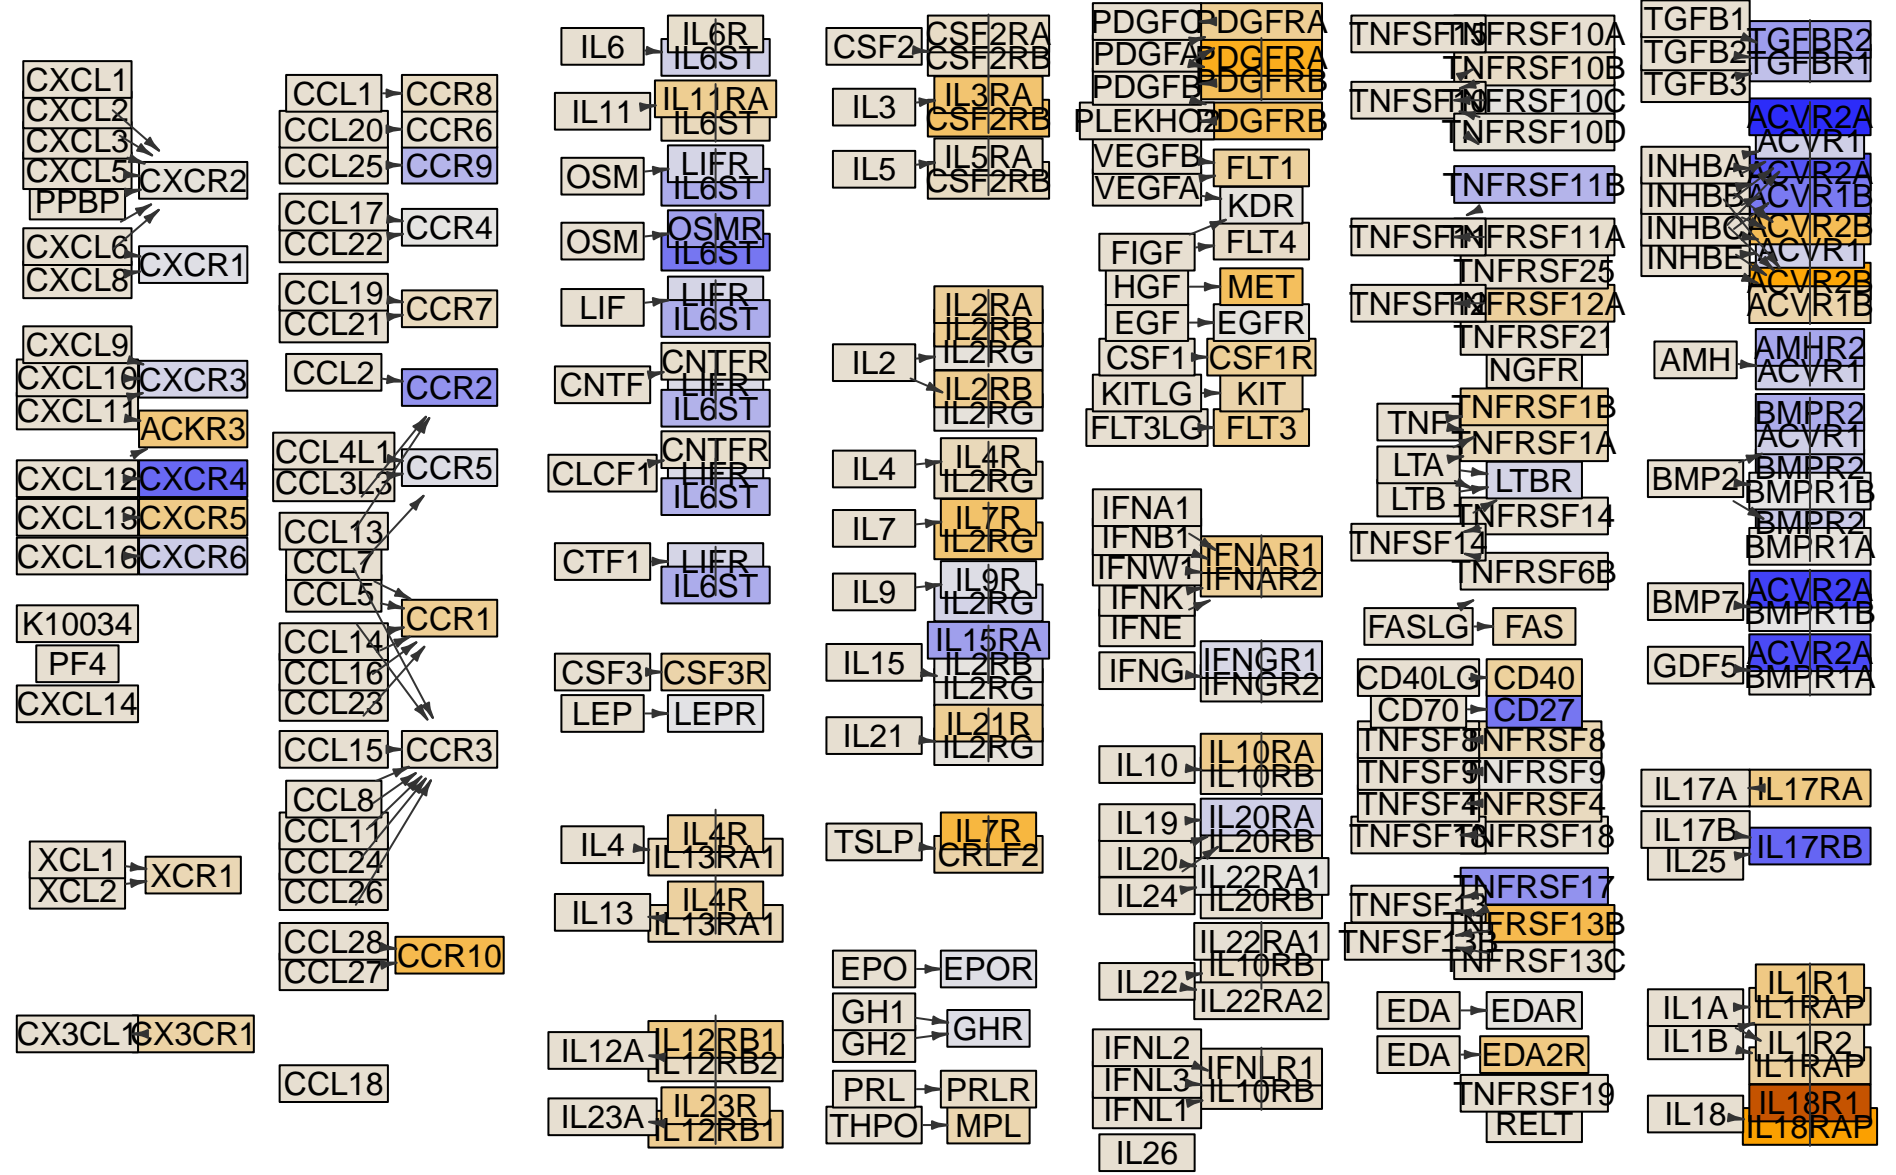 CXCL1
CXCL2
CXCL3
CXCL5
PPBP
CXCR2
CXCL6
CXCL8
CXCR1
CXCL9
CXCL10
CXCL11
CXCR3
ACKR3
CXCL12
CXCR4
CXCL13
CXCR5
CXCL16
CXCR6
K10034
PF4
CXCL14
XCL1
XCL2
XCR1
CX3CL1
CX3CR1
CCL1
CCR8
CCL20
CCR6
CCL25
CCR9
CCL17
CCL22
CCR4
CCL19
CCL21
CCR7
CCL2
CCR2
CCL4L1
CCL3L3
CCR5
CCL13
CCL7
CCL5
CCR1
CCL14
CCL16
CCL23
CCL15
CCR3
CCL8
CCL11
CCL24
CCL26
CCL28
CCL27
CCR10
CCL18
IL6
IL6R
IL6ST
IL11
IL11RA
IL6ST
OSM
LIFR
IL6ST
OSM
OSMR
IL6ST
LIF
LIFR
IL6ST
CNTF
CNTFR
LIFR
IL6ST
CLCF1
CNTFR
LIFR
IL6ST
CTF1
LIFR
IL6ST
CSF3
CSF3R
LEP
LEPR
IL4
IL4R
IL13RA1
IL13
IL4R
IL13RA1
IL12A
IL12RB1
IL12RB2
IL23A
IL23R
IL12RB1
CSF2
CSF2RA
CSF2RB
IL3
IL3RA
CSF2RB
IL5
IL5RA
CSF2RB
IL2
IL2RA
IL2RB
IL2RG
IL2RB
IL2RG
IL4
IL4R
IL2RG
IL7
IL7R
IL2RG
IL9
IL9R
IL2RG
IL15
IL15RA
IL2RB
IL2RG
IL21
IL21R
IL2RG
TSLP
IL7R
CRLF2
EPO
EPOR
GH1
GH2
GHR
PRL
PRLR
THPO
MPL
PDGFC
PDGFRA
PDGFA
PDGFRA
PDGFB
PDGFRB
PLEKHO2
PDGFRB
VEGFB
VEGFA
FLT1
KDR
FIGF
FLT4
HGF
MET
EGF
EGFR
CSF1
CSF1R
KITLG
KIT
FLT3LG
FLT3
IFNA1
IFNB1
IFNW1
IFNK
IFNE
IFNAR1
IFNAR2
IFNG
IFNGR1
IFNGR2
IL10
IL10RA
IL10RB
IL19
IL20
IL24
IL20RA
IL20RB
IL22RA1
IL20RB
IL22
IL22RA1
IL10RB
IL22RA2
IFNL2
IFNL3
IFNL1
IFNLR1
IL10RB
IL26
TNFRSF10A
TNFRSF10B
TNFSF10
TNFRSF10C
TNFRSF10D
TNFRSF11B
TNFSF11
TNFRSF11A
TNFRSF25
TNFSF12
TNFRSF12A
TNFRSF21
NGFR
TNF
TNFRSF1B
TNFRSF1A
LTA
LTB
LTBR
TNFRSF14
TNFSF14
TNFRSF6B
FASLG
FAS
CD40LG
CD40
CD70
CD27
TNFSF8
TNFRSF8
TNFSF9
TNFRSF9
TNFSF4
TNFRSF4
TNFSF18
TNFRSF18
TNFRSF17
TNFSF13
TNFRSF13B
TNFSF13B
TNFRSF13C
EDA
EDAR
EDA
EDA2R
TNFRSF19
RELT
TGFB1
TGFB2
TGFB3
TGFBR2
TGFBR1
ACVR2A
ACVR1
INHBA
INHBB
INHBC
INHBE
ACVR2A
ACVR1B
ACVR2B
ACVR1
ACVR2B
ACVR1B
AMH
AMHR2
ACVR1
BMP2
BMPR2
ACVR1
BMPR2
BMPR1B
BMPR2
BMPR1A
BMP7
ACVR2A
BMPR1B
GDF5
ACVR2A
BMPR1A
IL17A
IL17RA
IL17B
IL25
IL17RB
IL1A
IL1B
IL1R1
IL1RAP
IL1R2
IL1RAP
IL18
IL18R1
IL18RAP